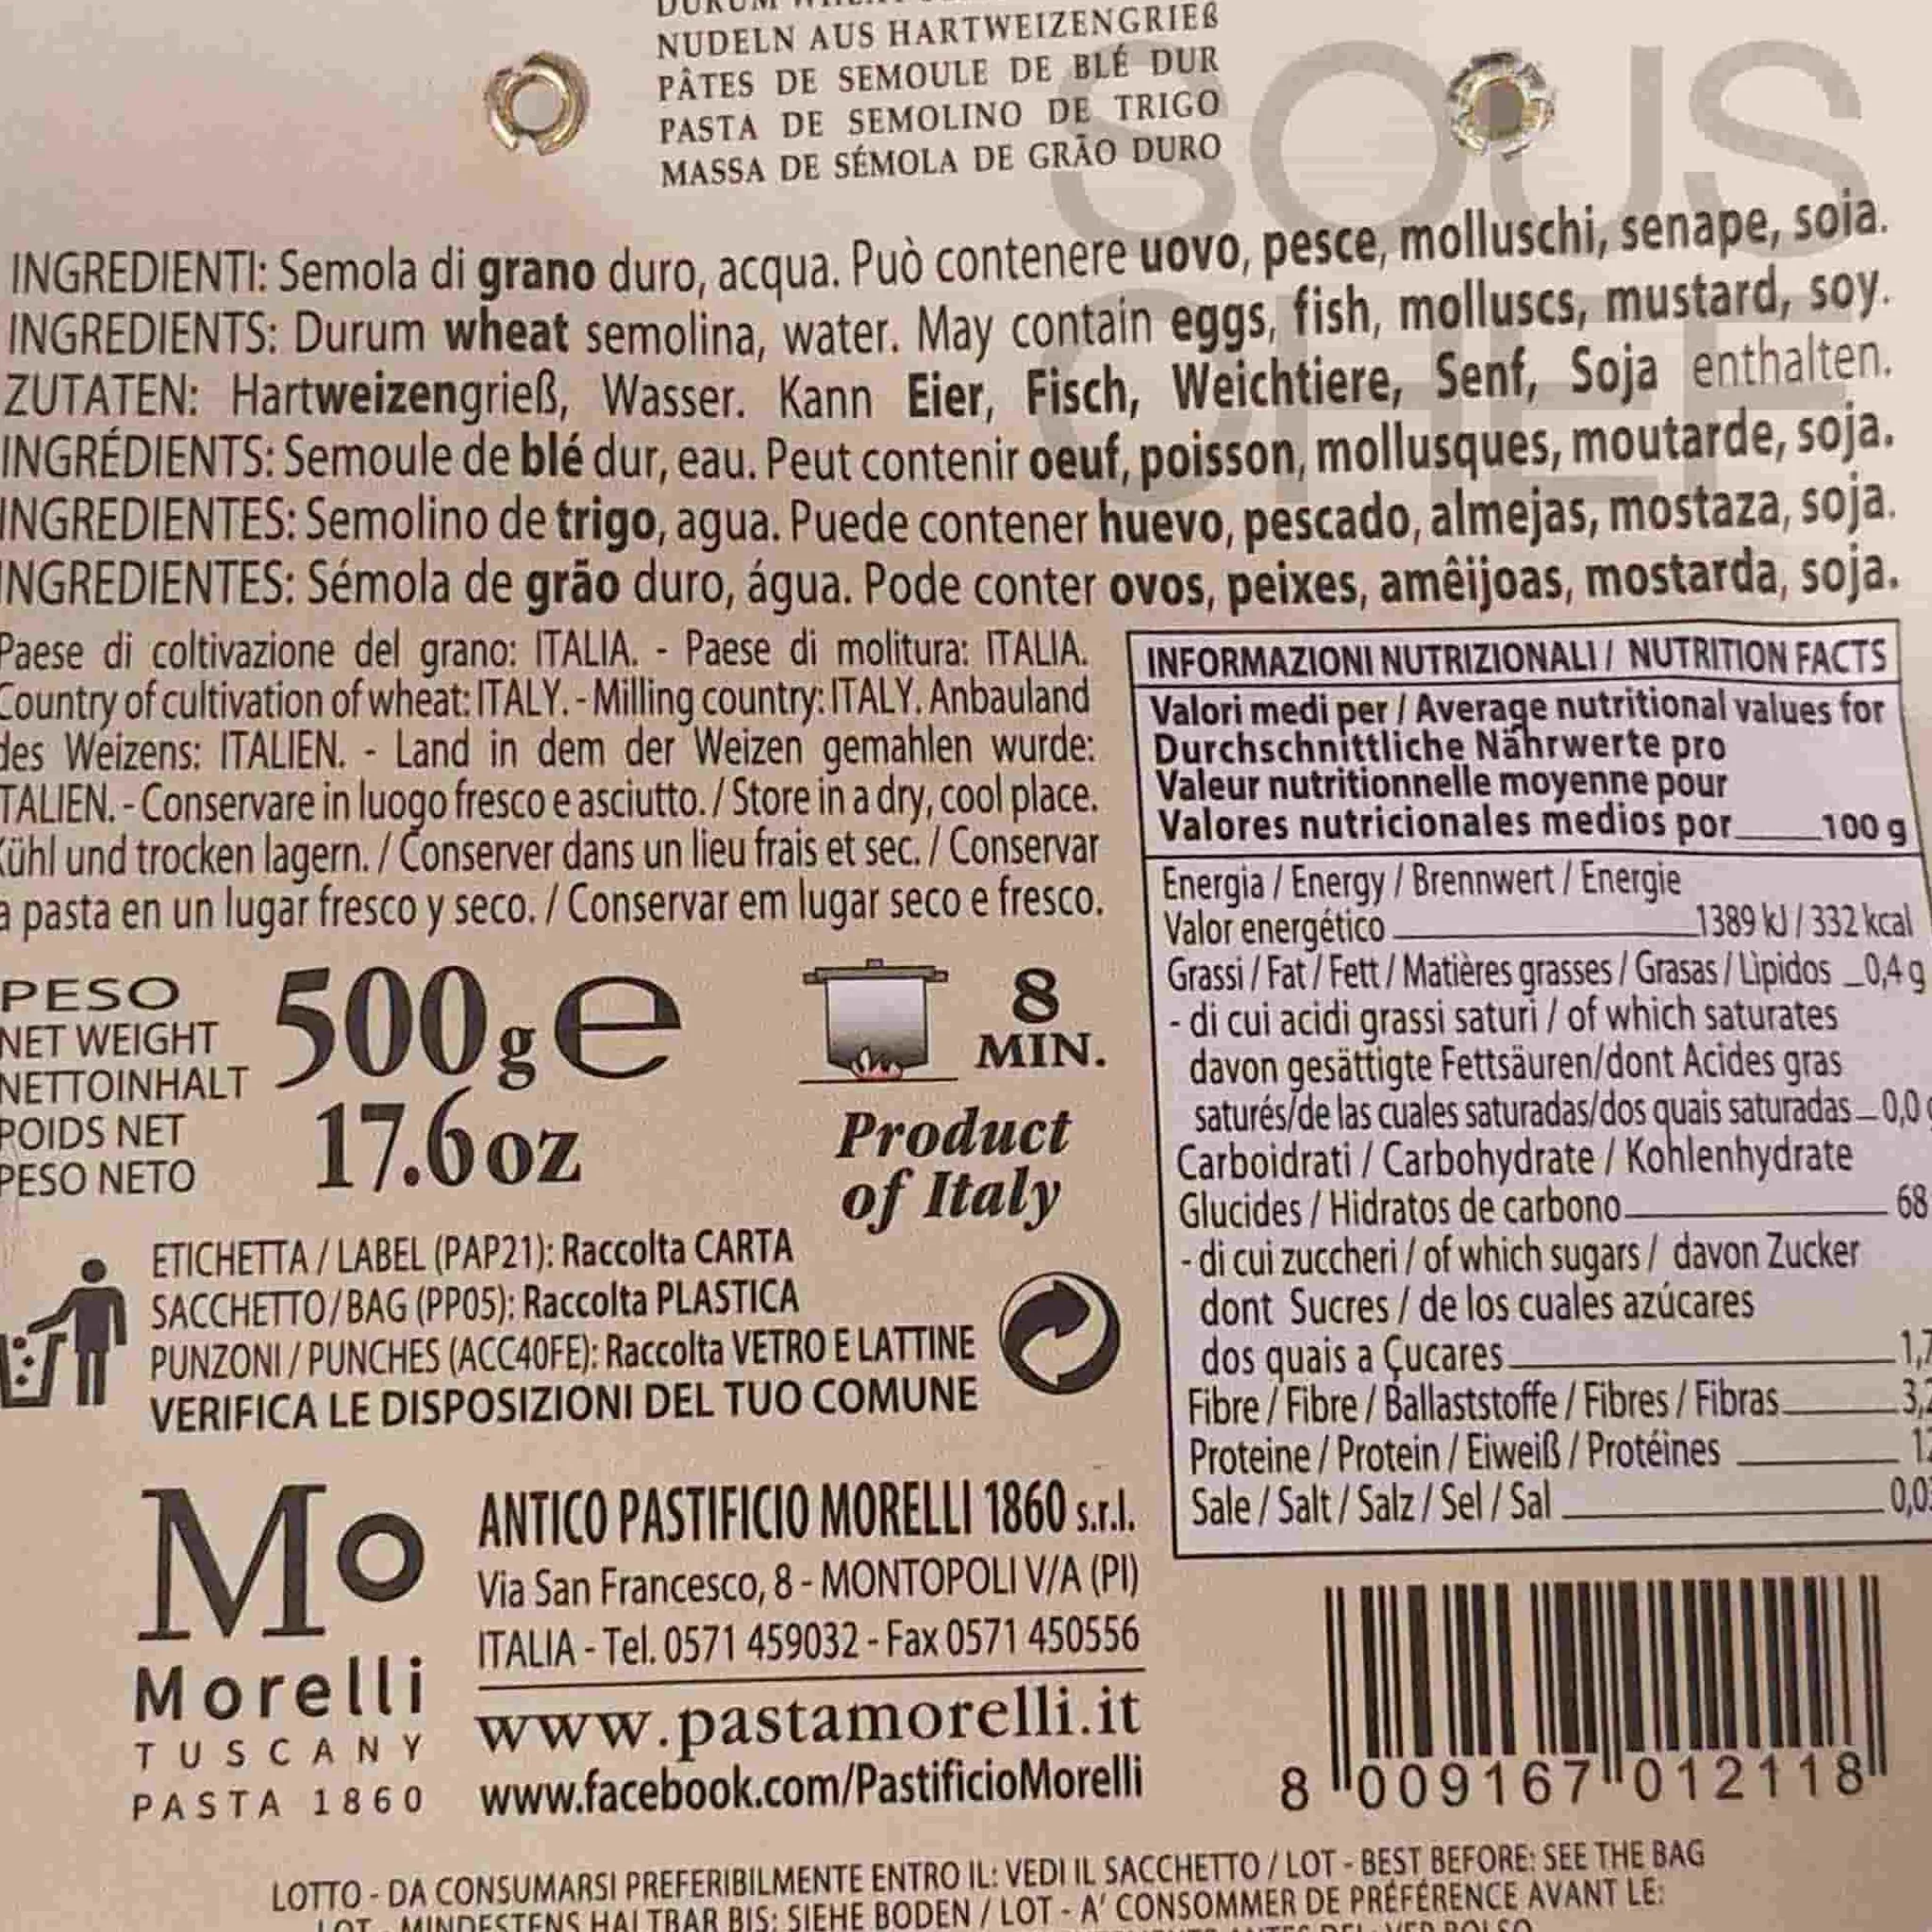 NUDELN AUS HARTWEIZENGRIEß
PÂTES DE SEMOULE DE BLÉ DUR
PASTA DE SEMOLINO DE TRIGO
MASSA DE SÉMOLA DE GRÃO DURO
SOUS
CHEF
INGREDIENTI: Semola di grano duro, acqua. Può contenere uovo, pesce, molluschi, senape, soia.
INGREDIENTS: Durum wheat semolina, water. May contain eggs, fish, molluscs, mustard, soy.
ZUTATEN: Hartweizengrieß, Wasser. Kann Eier, Fisch, Weichtiere, Senf, Soja enthalten.
INGRÉDIENTS: Semoule de blé dur, eau. Peut contenir oeuf, poisson, mollusques, moutarde, soja.
INGREDIENTES: Semolino de trigo, agua. Puede contener huevo, pescado, almejas, mostaza, soja.
INGREDIENTES: Sémola de grão duro, água. Pode conter ovos, peixes, amêijoas, mostarda, soja.
Paese di coltivazione del grano: ITALIA. - Paese di molitura: ITALIA.
Country of cultivation of wheat: ITALY. - Milling country: ITALY. Anbauland
des Weizens: ITALIEN. - Land in dem der Weizen gemahlen wurde:
ITALIEN. - Conservare in luogo fresco e asciutto. / Store in a dry, cool place.
Kühl und trocken lagern. / Conserver dans un lieu frais et sec. / Conservar
a pasta en un lugar fresco y seco. / Conservar em lugar seco e fresco.
PESO
NET WEIGHT
NETTOINHALT
POIDS NET
PESO NETO
500g e
17.6oz
8
MIN.
Product
of Italy
ETICHETTA / LABEL (PAP21): Raccolta CARTA
SACCHETTO/BAG (PP05): Raccolta PLASTICA
PUNZONI / PUNCHES (ACC40FE): Raccolta VETRO E LATTINE
VERIFICA LE DISPOSIZIONI DEL TUO COMUNE
INFORMAZIONI NUTRIZIONALI / NUTRITION FACTS
Valori medi per / Average nutritional values for
Durchschnittliche Nährwerte pro
Valeur nutritionnelle moyenne pour
Valores nutricionales medios por 100 g
Energia / Energy / Brennwert / Energie
Valor energético 1389 kJ / 332 kcal
Grassi / Fat / Fett / Matières grasses / Grasas / Lìpidos 0,4 g
- di cui acidi grassi saturi / of which saturates
davon gesättigte Fettsäuren/dont Acides gras
saturés/de las cuales saturadas/dos quais saturadas 0,0 g
Carboidrati / Carbohydrate / Kohlenhydrate
Glucides / Hidratos de carbono 68
- di cui zuccheri / of which sugars / davon Zucker
dont Sucres / de los cuales azúcares
dos quais a Çucares 1,7
Fibre / Fibre / Ballaststoffe / Fibres / Fibras
Proteine / Protein / Eiweiß / Protéines
Sale / Salt / Salz / Sel / Sal
Mo
Morelli
TUSCANY
PASTA 1860
ANTICO PASTIFICIO MORELLI 1860 s.r.l.
Via San Francesco, 8 - MONTOPOLI V/A (PI)
ITALIA - Tel. 0571 459032 - Fax 0571 450556
www.pastamorelli.it
www.facebook.com/PastificioMorelli
8 009167 012118
LOTTO - DA CONSUMARSI PREFERIBILMENTE ENTRO IL: VEDI IL SACCHETTO / LOT - BEST BEFORE: SEE THE BAG
LOT - MINDESTENS HALTBAR BIS: SIEHE BODEN / LOT - A' CONSOMMER DE PRÉFÉRENCE AVANT LE: